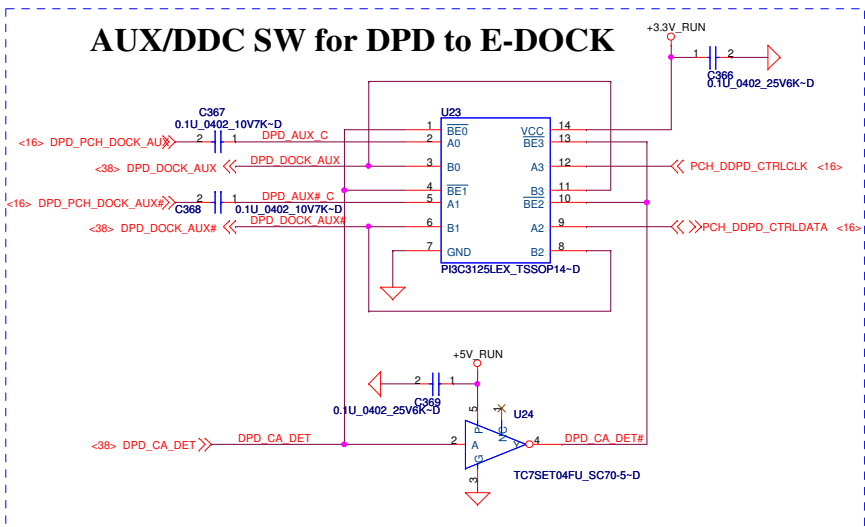 AUX/DDC SW for DPD to E-DOCK
+3.3V_RUN
1 2
C366
0.1U_0402_25V6K~D
U23
C367
0.1U_0402_10V7K~D
<16> DPD_PCH_DOCK_AUX 2 1 DPD_AUX_C
<38> DPD_DOCK_AUX DPD_DOCK_AUX
<16> DPD_PCH_DOCK_AUX# 2 1 DPD_AUX#_C
C368 0.1U_0402_10V7K~D
<38> DPD_DOCK_AUX# DPD_DOCK_AUX#
1 BE0 VCC 14
2 A0 BE3 13
3 B0 A3 12
4 BE1 B3 11
5 A1 BE2 10
6 B1 A2 9
7 GND B2 8
PI3C3125LEX_TSSOP14~D
PCH_DDPD_CTRLCLK <16>
PCH_DDPD_CTRLDATA <16>
+5V_RUN
2 1
C369
0.1U_0402_25V6K~D
U24
5 1
P NC
<38> DPD_CA_DET DPD_CA_DET 2 A Y 4 DPD_CA_DET#
G
3
TC7SET04FU_SC70-5~D